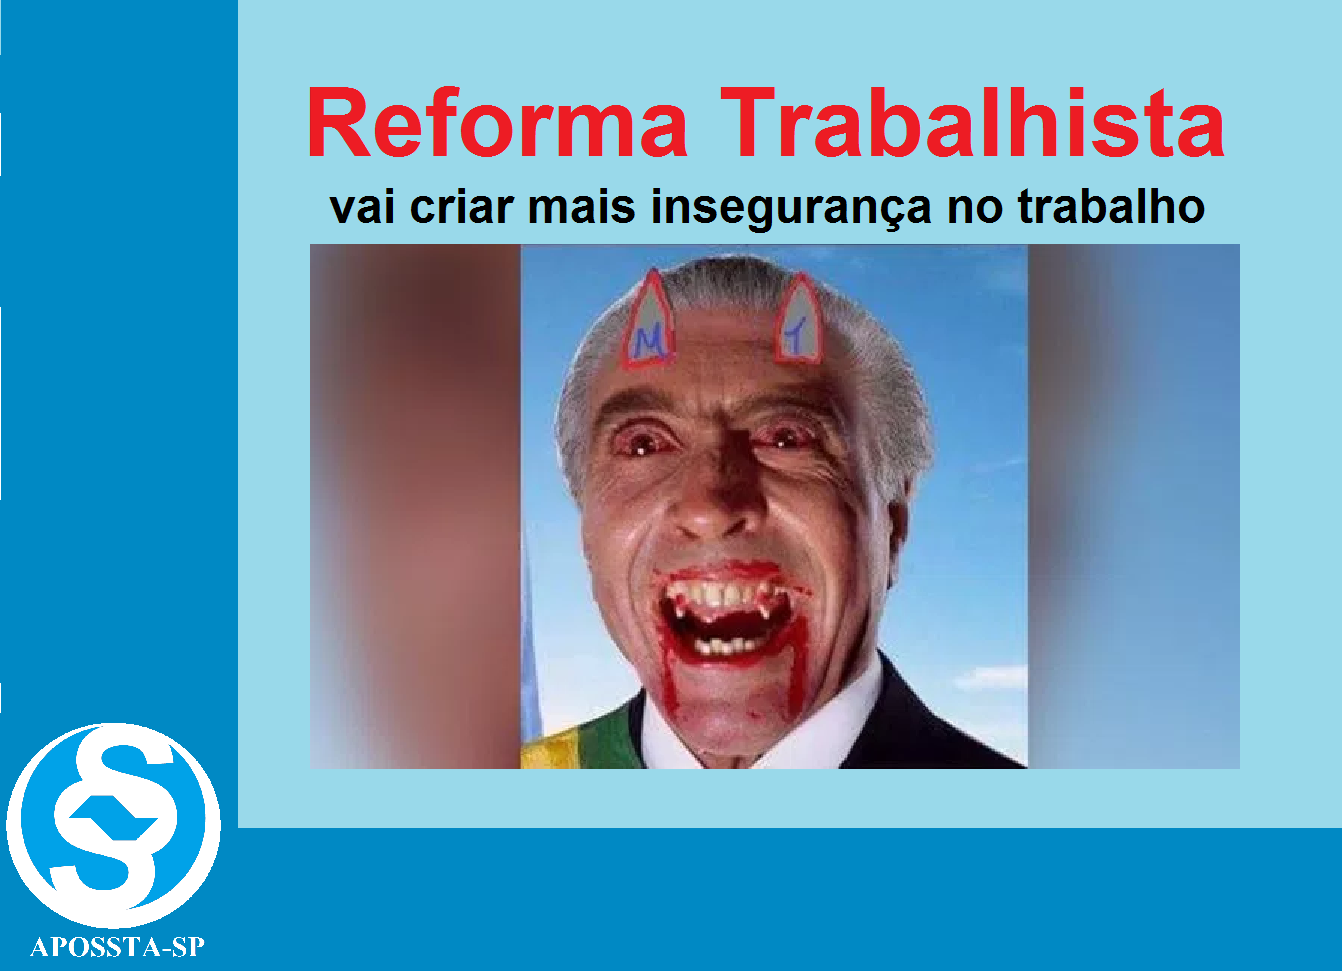 Reforma Trabalhista
vai criar mais insegurança no trabalho
M T
APOSSTA-SP